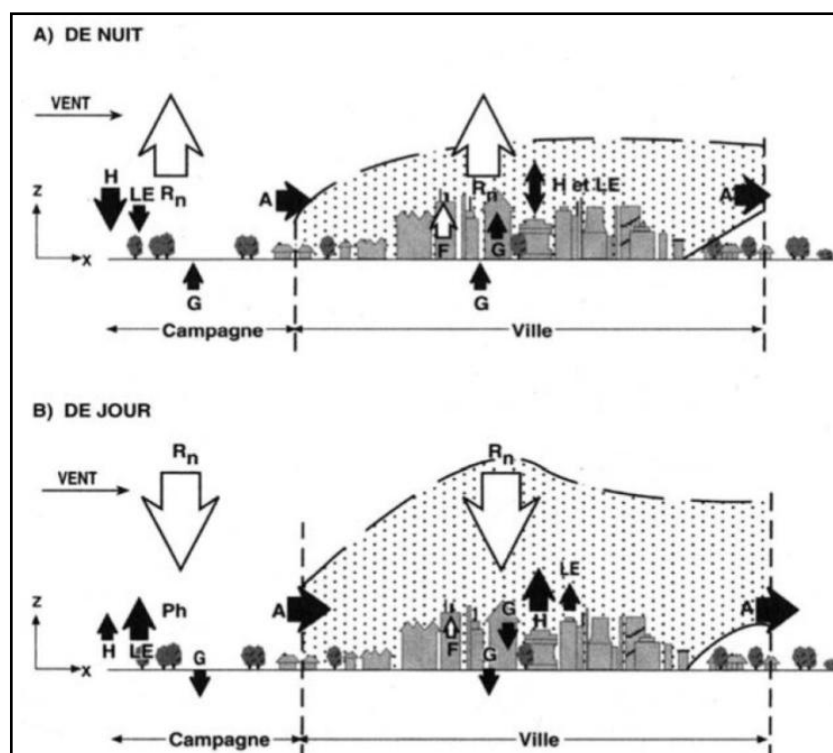 A) DE NUIT
VENT
H
LE
Rn
A
Rn
H et LE
A
F
G
Z
X
G
G
Campagne
Ville
B) DE JOUR
Rn
Rn
VENT
LE
Z
Ph
A
G
A
H
LE
G
F
G
H
X
Campagne
Ville